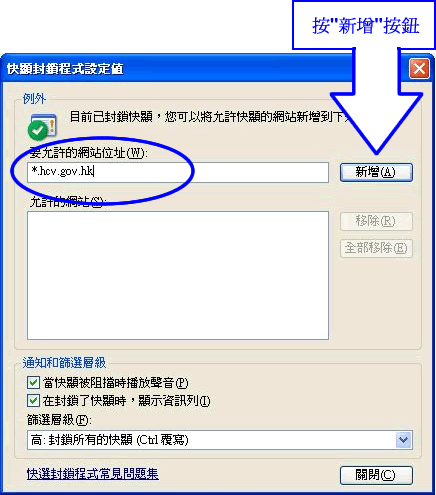 按"新增"按鈕
快顯封鎖程式設定値
例外
目前已封鎖快顯，您可以將允許快顯的網站新增到下
要允許的網站位址(W):
*.hcv.gov.hk
新增(A)
允許的網站(S):
移除(R)
全部移除(E)
通知和篩選層級
當快顯被阻擋時播放聲音(P)
在封鎖了快顯時，顯示資訊列(I)
篩選層級(F):
高: 封鎖所有的快顯 (Ctrl 覆寫)
快選封鎖程式常見問題集
關閉(C)